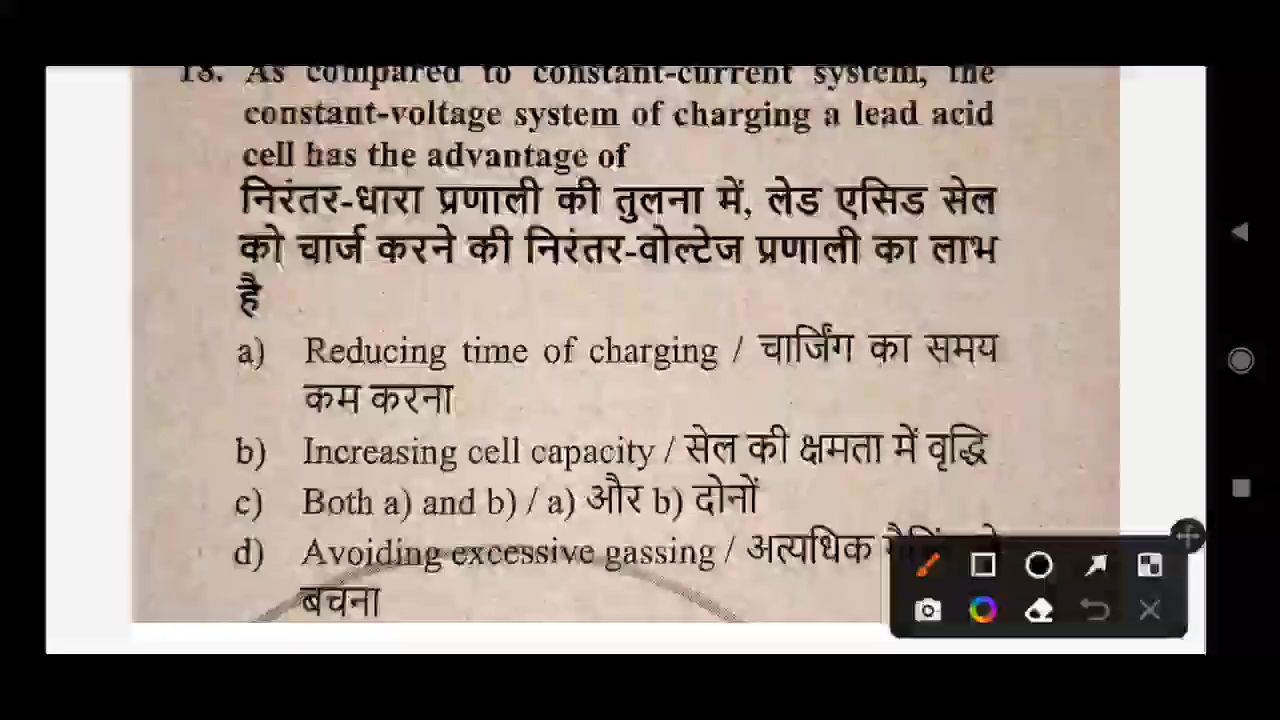 18. As compared to constant-current system, the
constant-voltage system of charging a lead acid
cell has the advantage of
निरंतर-धारा प्रणाली की तुलना में, लेड एसिड सेल
को चार्ज करने की निरंतर-वोल्टेज प्रणाली का लाभ
है
a) Reducing time of charging / चार्जिंग का समय
कम करना
b) Increasing cell capacity / सेल की क्षमता में वृद्धि
c) Both a) and b) / a) और b) दोनों
d) Avoiding excessive gassing / अत्यधिक
बचना